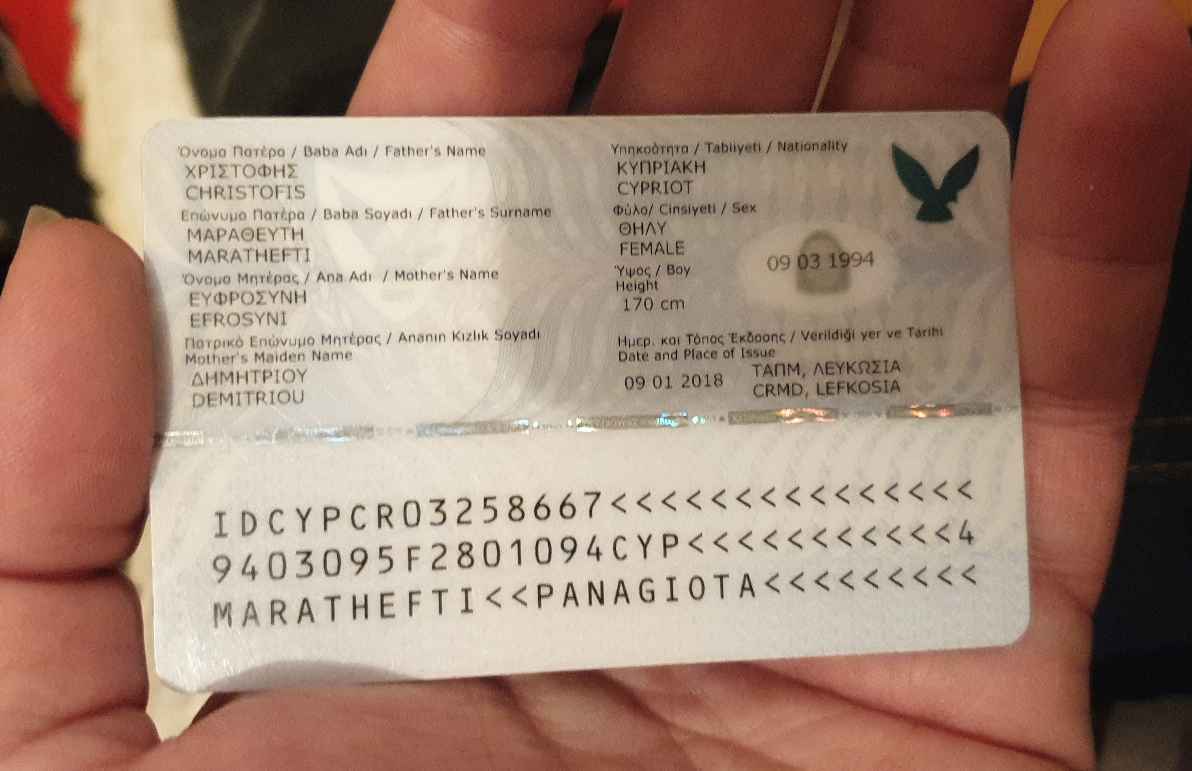 Όνομα Πατέρα / Baba Adı / Father's Name
ΧΡΙΣΤΟΦΗΣ
CHRISTOFIS
Επώνυμο Πατέρα / Baba Soyadı / Father's Surname
ΜΑΡΑΘΕΥΤΗ
MARATHEFTI
Όνομα Μητέρας / Ana Adı / Mother's Name
ΕΥΦΡΟΣΥΝΗ
EFROSYNI
Πατρικό Επώνυμο Μητέρας / Ananın Kızlık Soyadı
Mother's Maiden Name
ΔΗΜΗΤΡΙΟΥ
DEMITRIOU
Υπηκοότητα / Tabiiyeti / Nationality
ΚΥΠΡΙΑΚΗ
CYPRIOT
Φύλο/ Cinsiyeti / Sex
ΘΗΛΥ
FEMALE
Ύψος / Boy
Height
170 cm
09 03 1994
Ημερ. και Τόπος Έκδοσης / Verildiği yer ve Tarihi
Date and Place of Issue
09 01 2018
ΤΑΠΜ, ΛΕΥΚΩΣΙΑ
CRMD, LEFKOSIA
IDCYPCR03258667<<<<<<<<<<<<<<<
9403095F2801094CYP<<<<<<<<<<<4
MARATHEFTI<<PANAGIOTA<<<<<<<<<